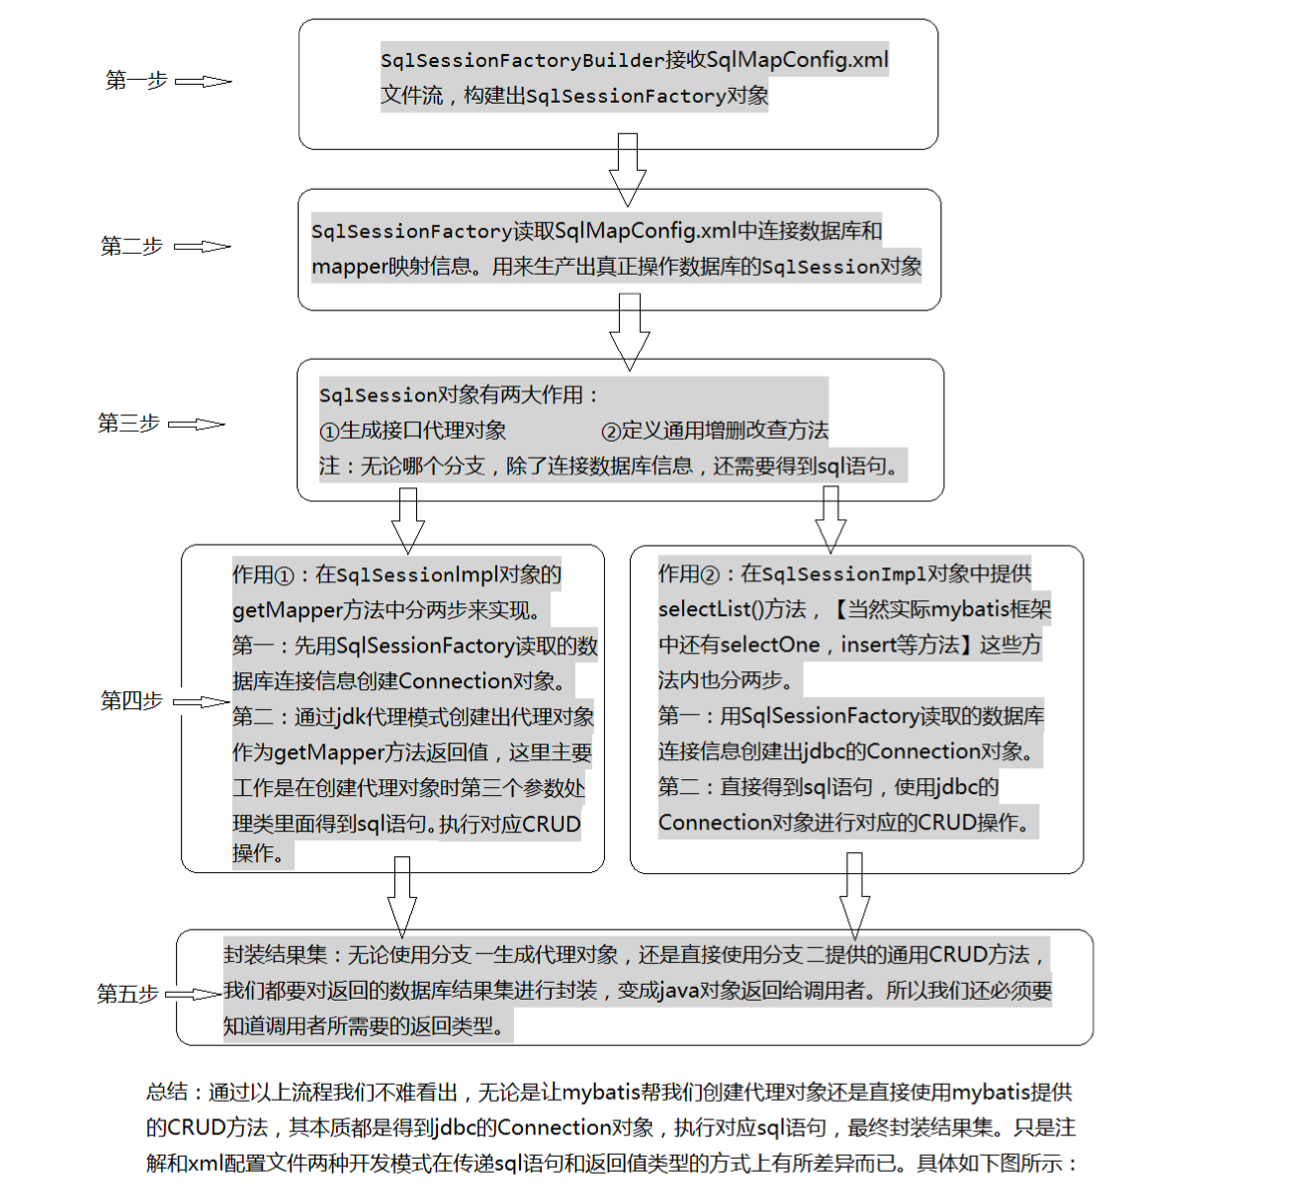 第一步
SqlSessionFactoryBuilder接收SqlMapConfig.xml
文件流，构建出SqlSessionFactory对象
第二步
SqlSessionFactory读取SqlMapConfig.xml中连接数据库和
mapper映射信息。用来生产出真正操作数据库的SqlSession对象
第三步
SqlSession对象有两大作用：
①生成接口代理对象 ②定义通用增删改查方法
注：无论哪个分支，除了连接数据库信息，还需要得到sql语句。
第四步
作用①：在SqlSessionImpl对象的
getMapper方法中分两步来实现。
第一：先用SqlSessionFactory读取的数
据库连接信息创建Connection对象。
第二：通过jdk代理模式创建出代理对象
作为getMapper方法返回值，这里主要
工作是在创建代理对象时第三个参数处
理类里面得到sql语句。执行对应CRUD
操作。
作用②：在SqlSessionImpl对象中提供
selectList()方法，【当然实际mybatis框架
中还有selectOne，insert等方法】这些方
法内也分两步。
第一：用SqlSessionFactory读取的数据库
连接信息创建出jdbc的Connection对象。
第二：直接得到sql语句，使用jdbc的
Connection对象进行对应的CRUD操作。
第五步
封装结果集：无论使用分支一生成代理对象，还是直接使用分支二提供的通用CRUD方法，
我们都要对返回的数据库结果集进行封装，变成java对象返回给调用者。所以我们还必须要
知道调用者所需要的返回类型。
总结：通过以上流程我们不难看出，无论是让mybatis帮我们创建代理对象还是直接使用mybatis提供
的CRUD方法，其本质都是得到jdbc的Connection对象，执行对应sql语句，最终封装结果集。只是注
解和xml配置文件两种开发模式在传递sql语句和返回值类型的方式上有所差异而已。具体如下图所示：